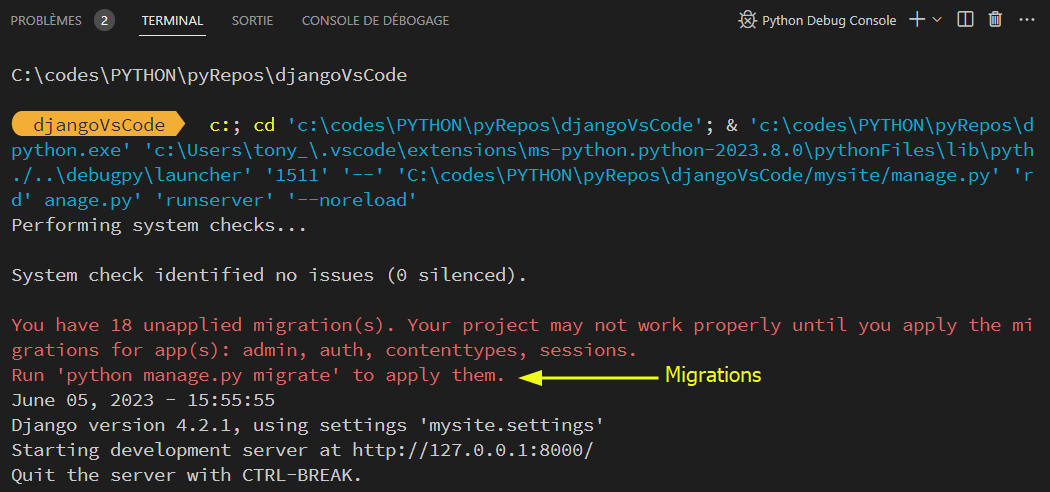 PROBLÈMES 2 TERMINAL SORTIE CONSOLE DE DÉBOGAGE Python Debug Console
C:\codes\PYTHON\pyRepos\djangoVsCode
djangoVsCode c:; cd 'c:\codes\PYTHON\pyRepos\djangoVsCode'; & 'c:\codes\PYTHON\pyRepos\d
python.exe' 'c:\Users\tony_\.vscode\extensions\ms-python.python-2023.8.0\pythonFiles\lib\pyth
./..\debugpy\launcher' '1511' '--' 'C:\codes\PYTHON\pyRepos\djangoVsCode/mysite/manage.py' 'r
d' anage.py' 'runserver' '--noreload'
Performing system checks...
System check identified no issues (0 silenced).
You have 18 unapplied migration(s). Your project may not work properly until you apply the mi
grations for app(s): admin, auth, contenttypes, sessions.
Run 'python manage.py migrate' to apply them. Migrations
June 05, 2023 - 15:55:55
Django version 4.2.1, using settings 'mysite.settings'
Starting development server at http://127.0.0.1:8000/
Quit the server with CTRL-BREAK.